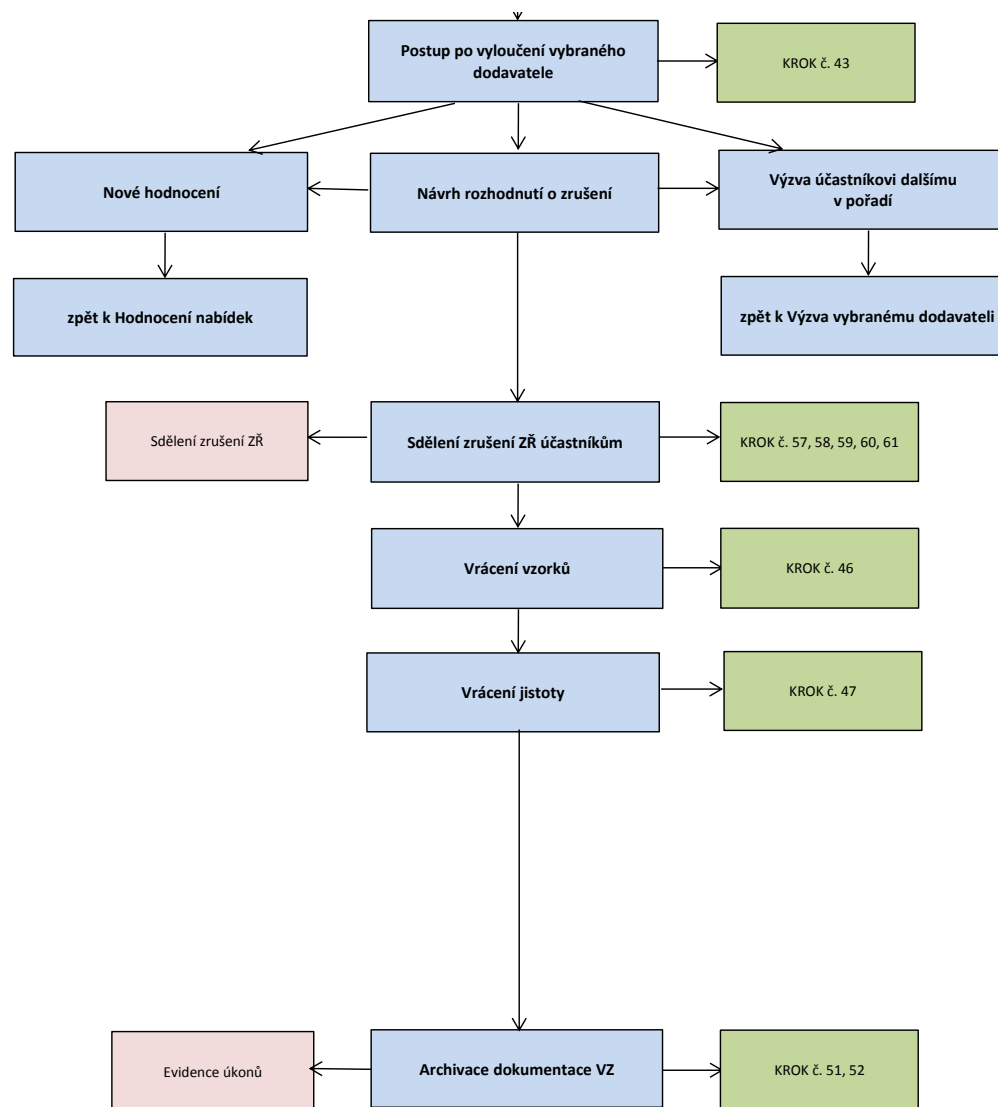 Postup po vyloučení vybraného
dodavatele
KROK č. 43
Nové hodnocení
Návrh rozhodnutí o zrušení
Výzva účastníkovi dalšímu
v pořadí
zpět k Hodnocení nabídek
zpět k Výzva vybranému dodavateli
Sdělení zrušení ZŘ
Sdělení zrušení ZŘ účastníkům
KROK č. 57, 58, 59, 60, 61
Vrácení vzorků
KROK č. 46
Vrácení jistoty
KROK č. 47
Evidence úkonů
Archivace dokumentace VZ
KROK č. 51, 52